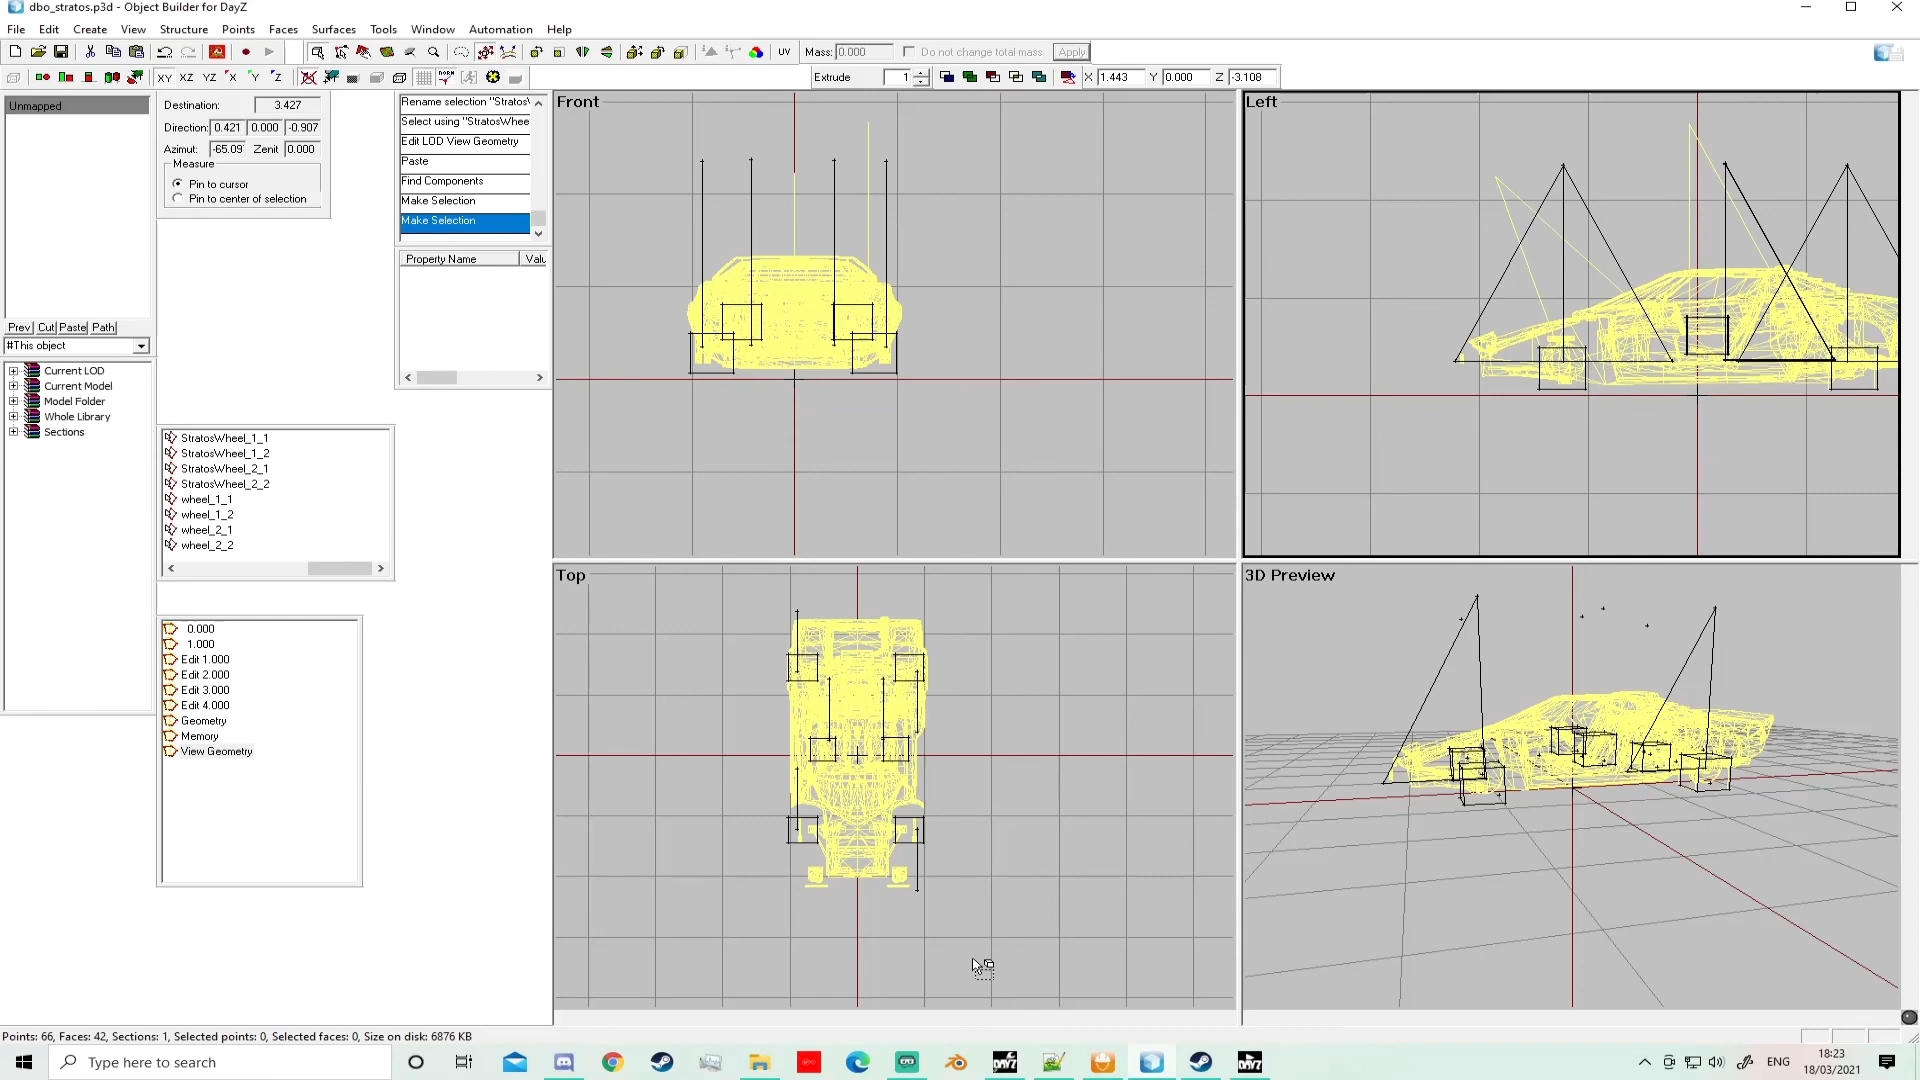 dbo_stratos.p3d - Object Builder for DayZ
File Edit Create View Structure Points Faces Surfaces Tools Window Automation Help
UV Mass: 0.000 Do not change total mass Apply
XY XZ YZ X Y Z Extrude 1 X 1.443 Y 0.000 Z -3.108
Unmapped
Destination: 3.427
Direction: 0.421 0.000 -0.907
Azimut: -65.09 Zenit 0.000
Measure
Pin to cursor
Pin to center of selection
Rename selection "Stratos
Select using "StratosWhee
Edit LOD View Geometry
Paste
Find Components
Make Selection
Make Selection
Property Name Valu
Prev Cut Paste Path
#This object
Current LOD
Current Model
Model Folder
Whole Library
Sections
StratosWheel_1_1
StratosWheel_1_2
StratosWheel_2_1
StratosWheel_2_2
wheel_1_1
wheel_1_2
wheel_2_1
wheel_2_2
0.000
1.000
Edit 1.000
Edit 2.000
Edit 3.000
Edit 4.000
Geometry
Memory
View Geometry
Front
Left
Top
3D Preview
Points: 66, Faces: 42, Sections: 1, Selected points: 0, Selected faces: 0, Size on disk: 6876 KB
Type here to search
DAYZ
DAYZ
ENG
18:23
18/03/2021